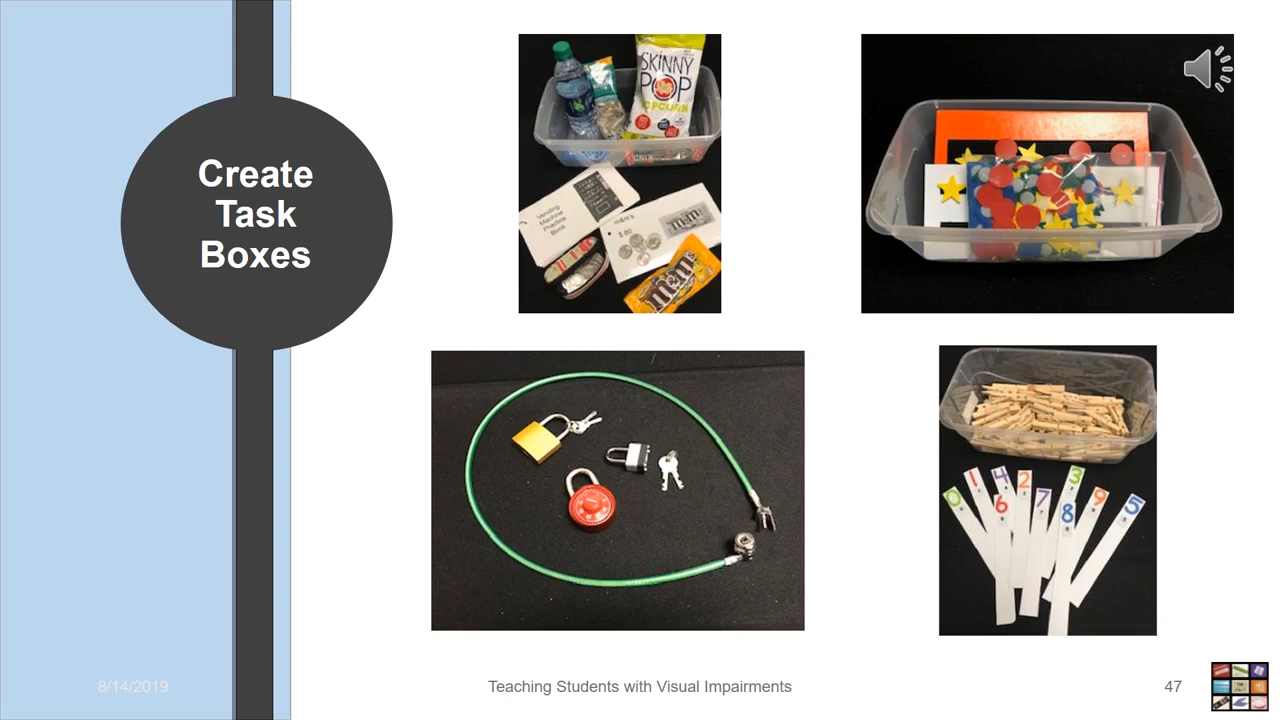 Create
Task
Boxes
SKINNY
POP
POPCORN
Vending
Machine
Practice
Book
m&m's
$.80
m&m
m&m's
0
1
4
2
3
6
7
8
9
5
8/14/2019
Teaching Students with Visual Impairments
47